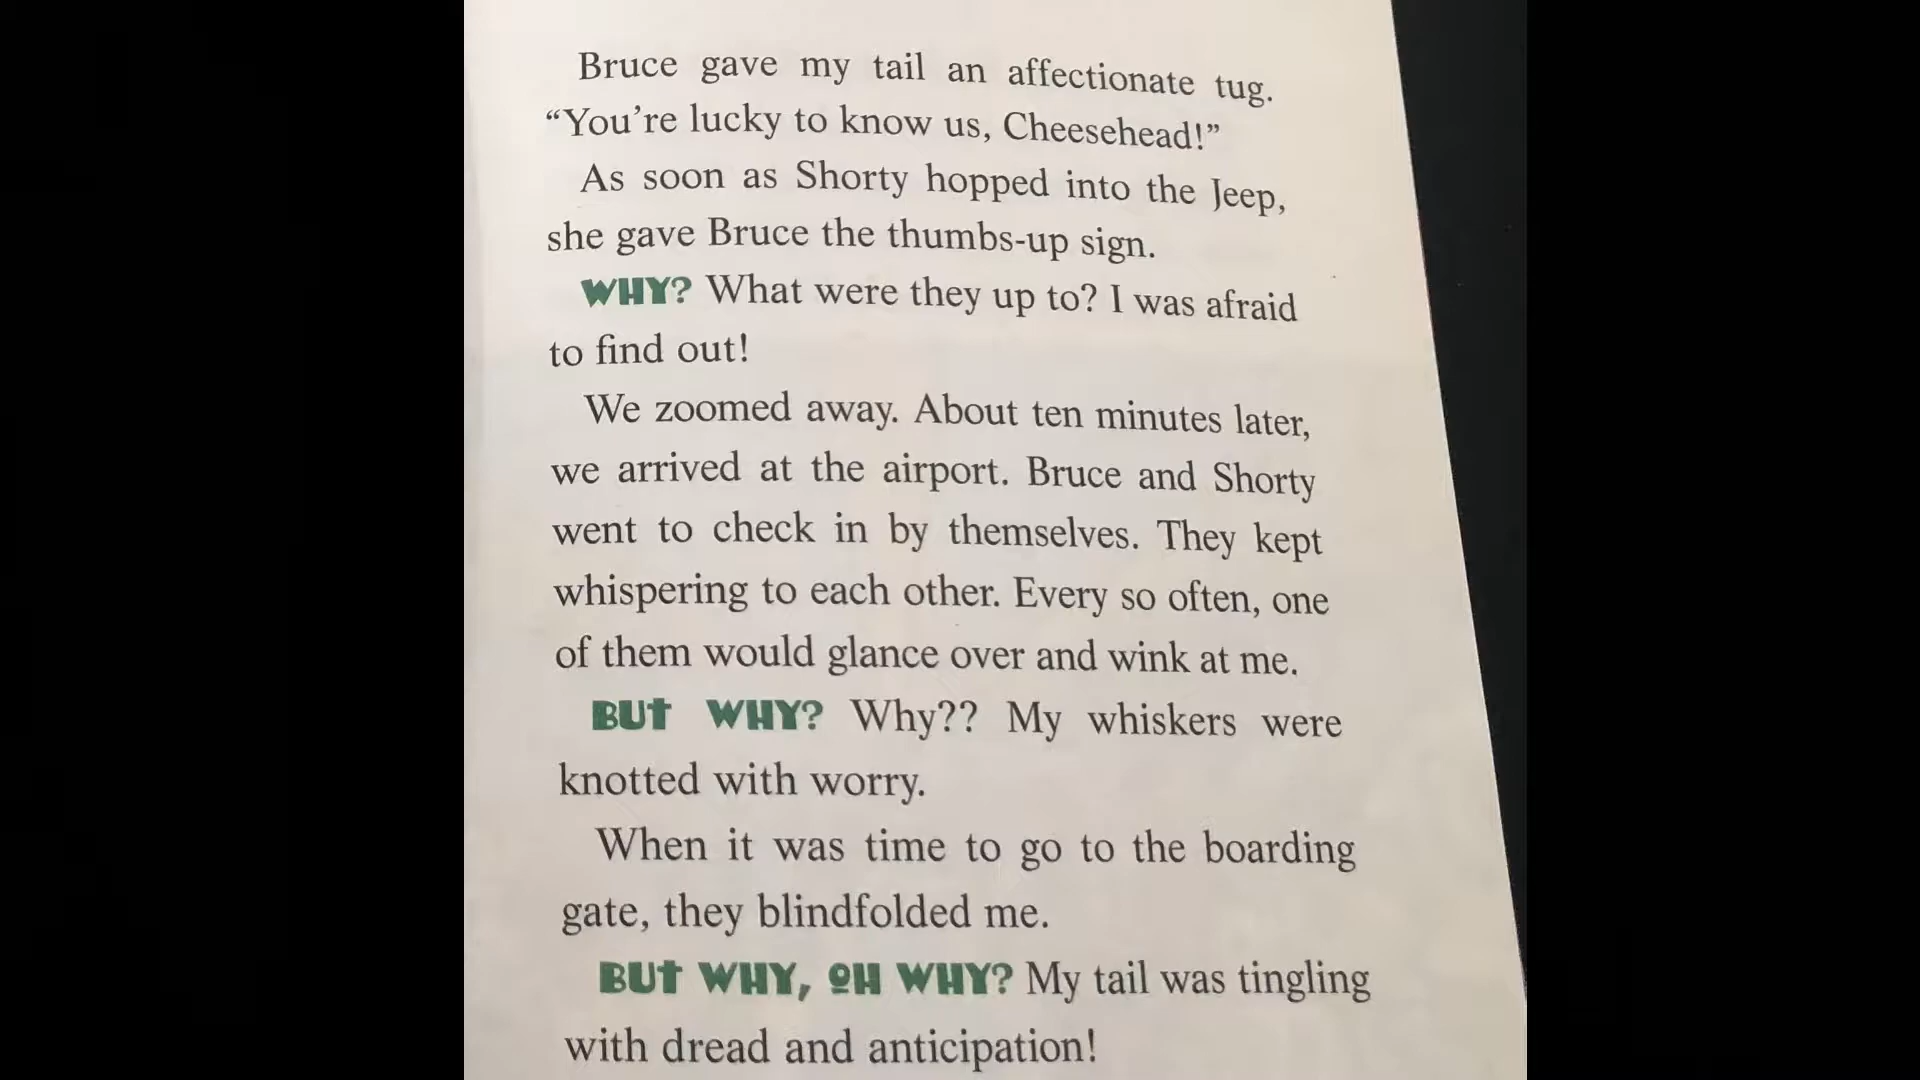 Bruce gave my tail an affectionate tug.
“You’re lucky to know us, Cheesehead!”
As soon as Shorty hopped into the Jeep,
she gave Bruce the thumbs-up sign.
WHY? What were they up to? I was afraid
to find out!
We zoomed away. About ten minutes later,
we arrived at the airport. Bruce and Shorty
went to check in by themselves. They kept
whispering to each other. Every so often, one
of them would glance over and wink at me.
BUT WHY? Why?? My whiskers were
knotted with worry.
When it was time to go to the boarding
gate, they blindfolded me.
BUT WHY, OH WHY? My tail was tingling
with dread and anticipation!